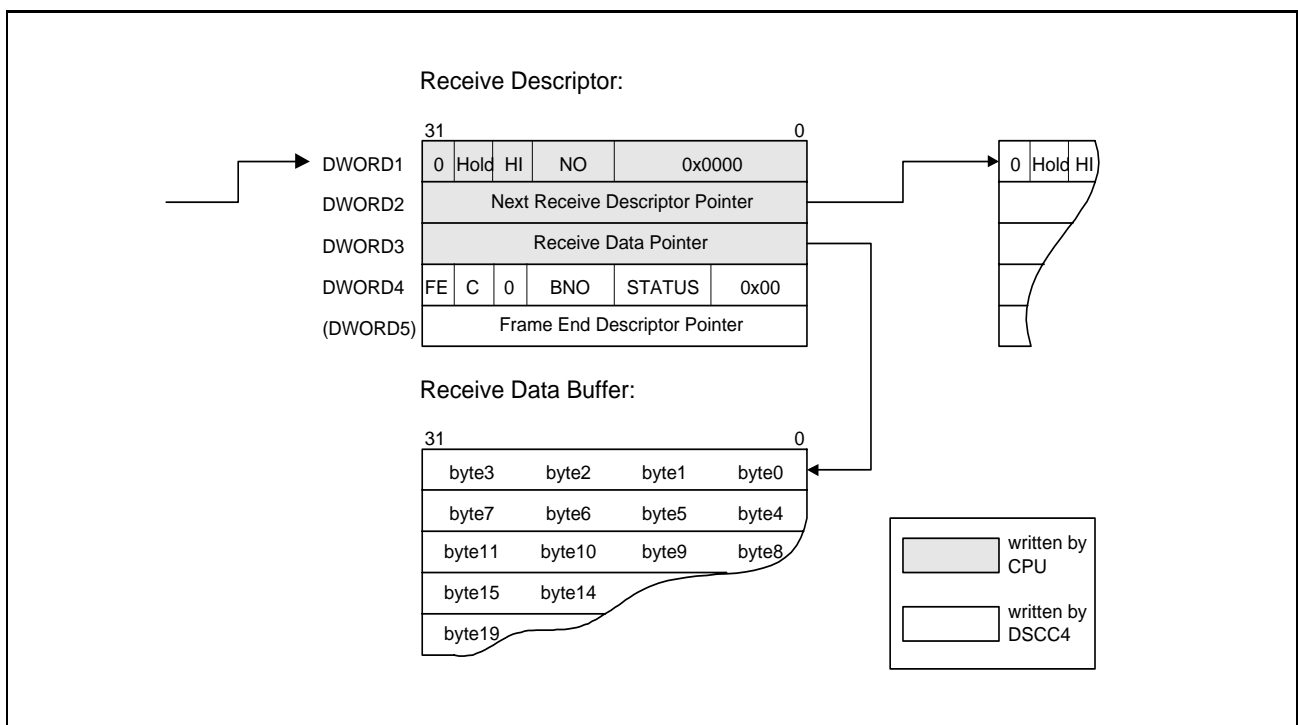 Receive Descriptor:
31 0
DWORD1 0 Hold HI NO 0x0000 0 Hold HI
DWORD2 Next Receive Descriptor Pointer
DWORD3 Receive Data Pointer
DWORD4 FE C 0 BNO STATUS 0x00
(DWORD5) Frame End Descriptor Pointer
Receive Data Buffer:
31 0
byte3 byte2 byte1 byte0
byte7 byte6 byte5 byte4
byte11 byte10 byte9 byte8
byte15 byte14
byte19
written by
CPU
written by
DSCC4